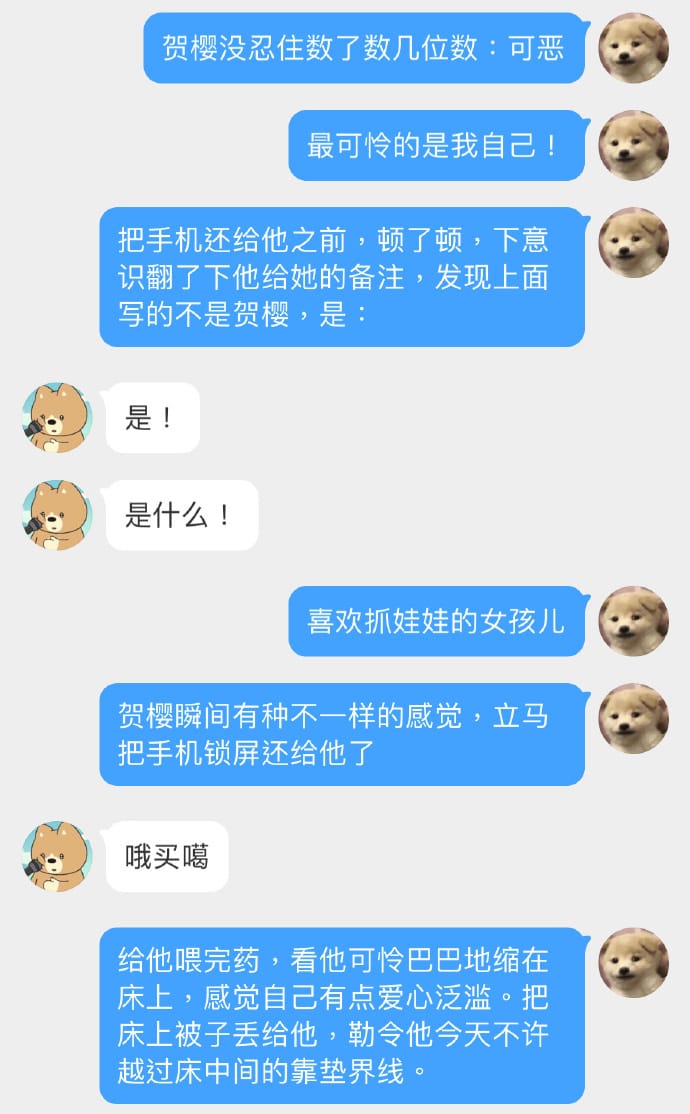 贺樱没忍住数了数几位数：可恶
最可怜的是我自己！
把手机还给他之前，顿了顿，下意
识翻了下他给她的备注，发现上面
写的不是贺樱，是：
是！
是什么！
喜欢抓娃娃的女孩儿
贺樱瞬间有种不一样的感觉，立马
把手机锁屏还给他了
哦买噶
给他喂完药，看他可怜巴巴地缩在
床上，感觉自己有点爱心泛滥。把
床上被子丢给他，勒令他今天不许
越过床中间的靠垫界线。